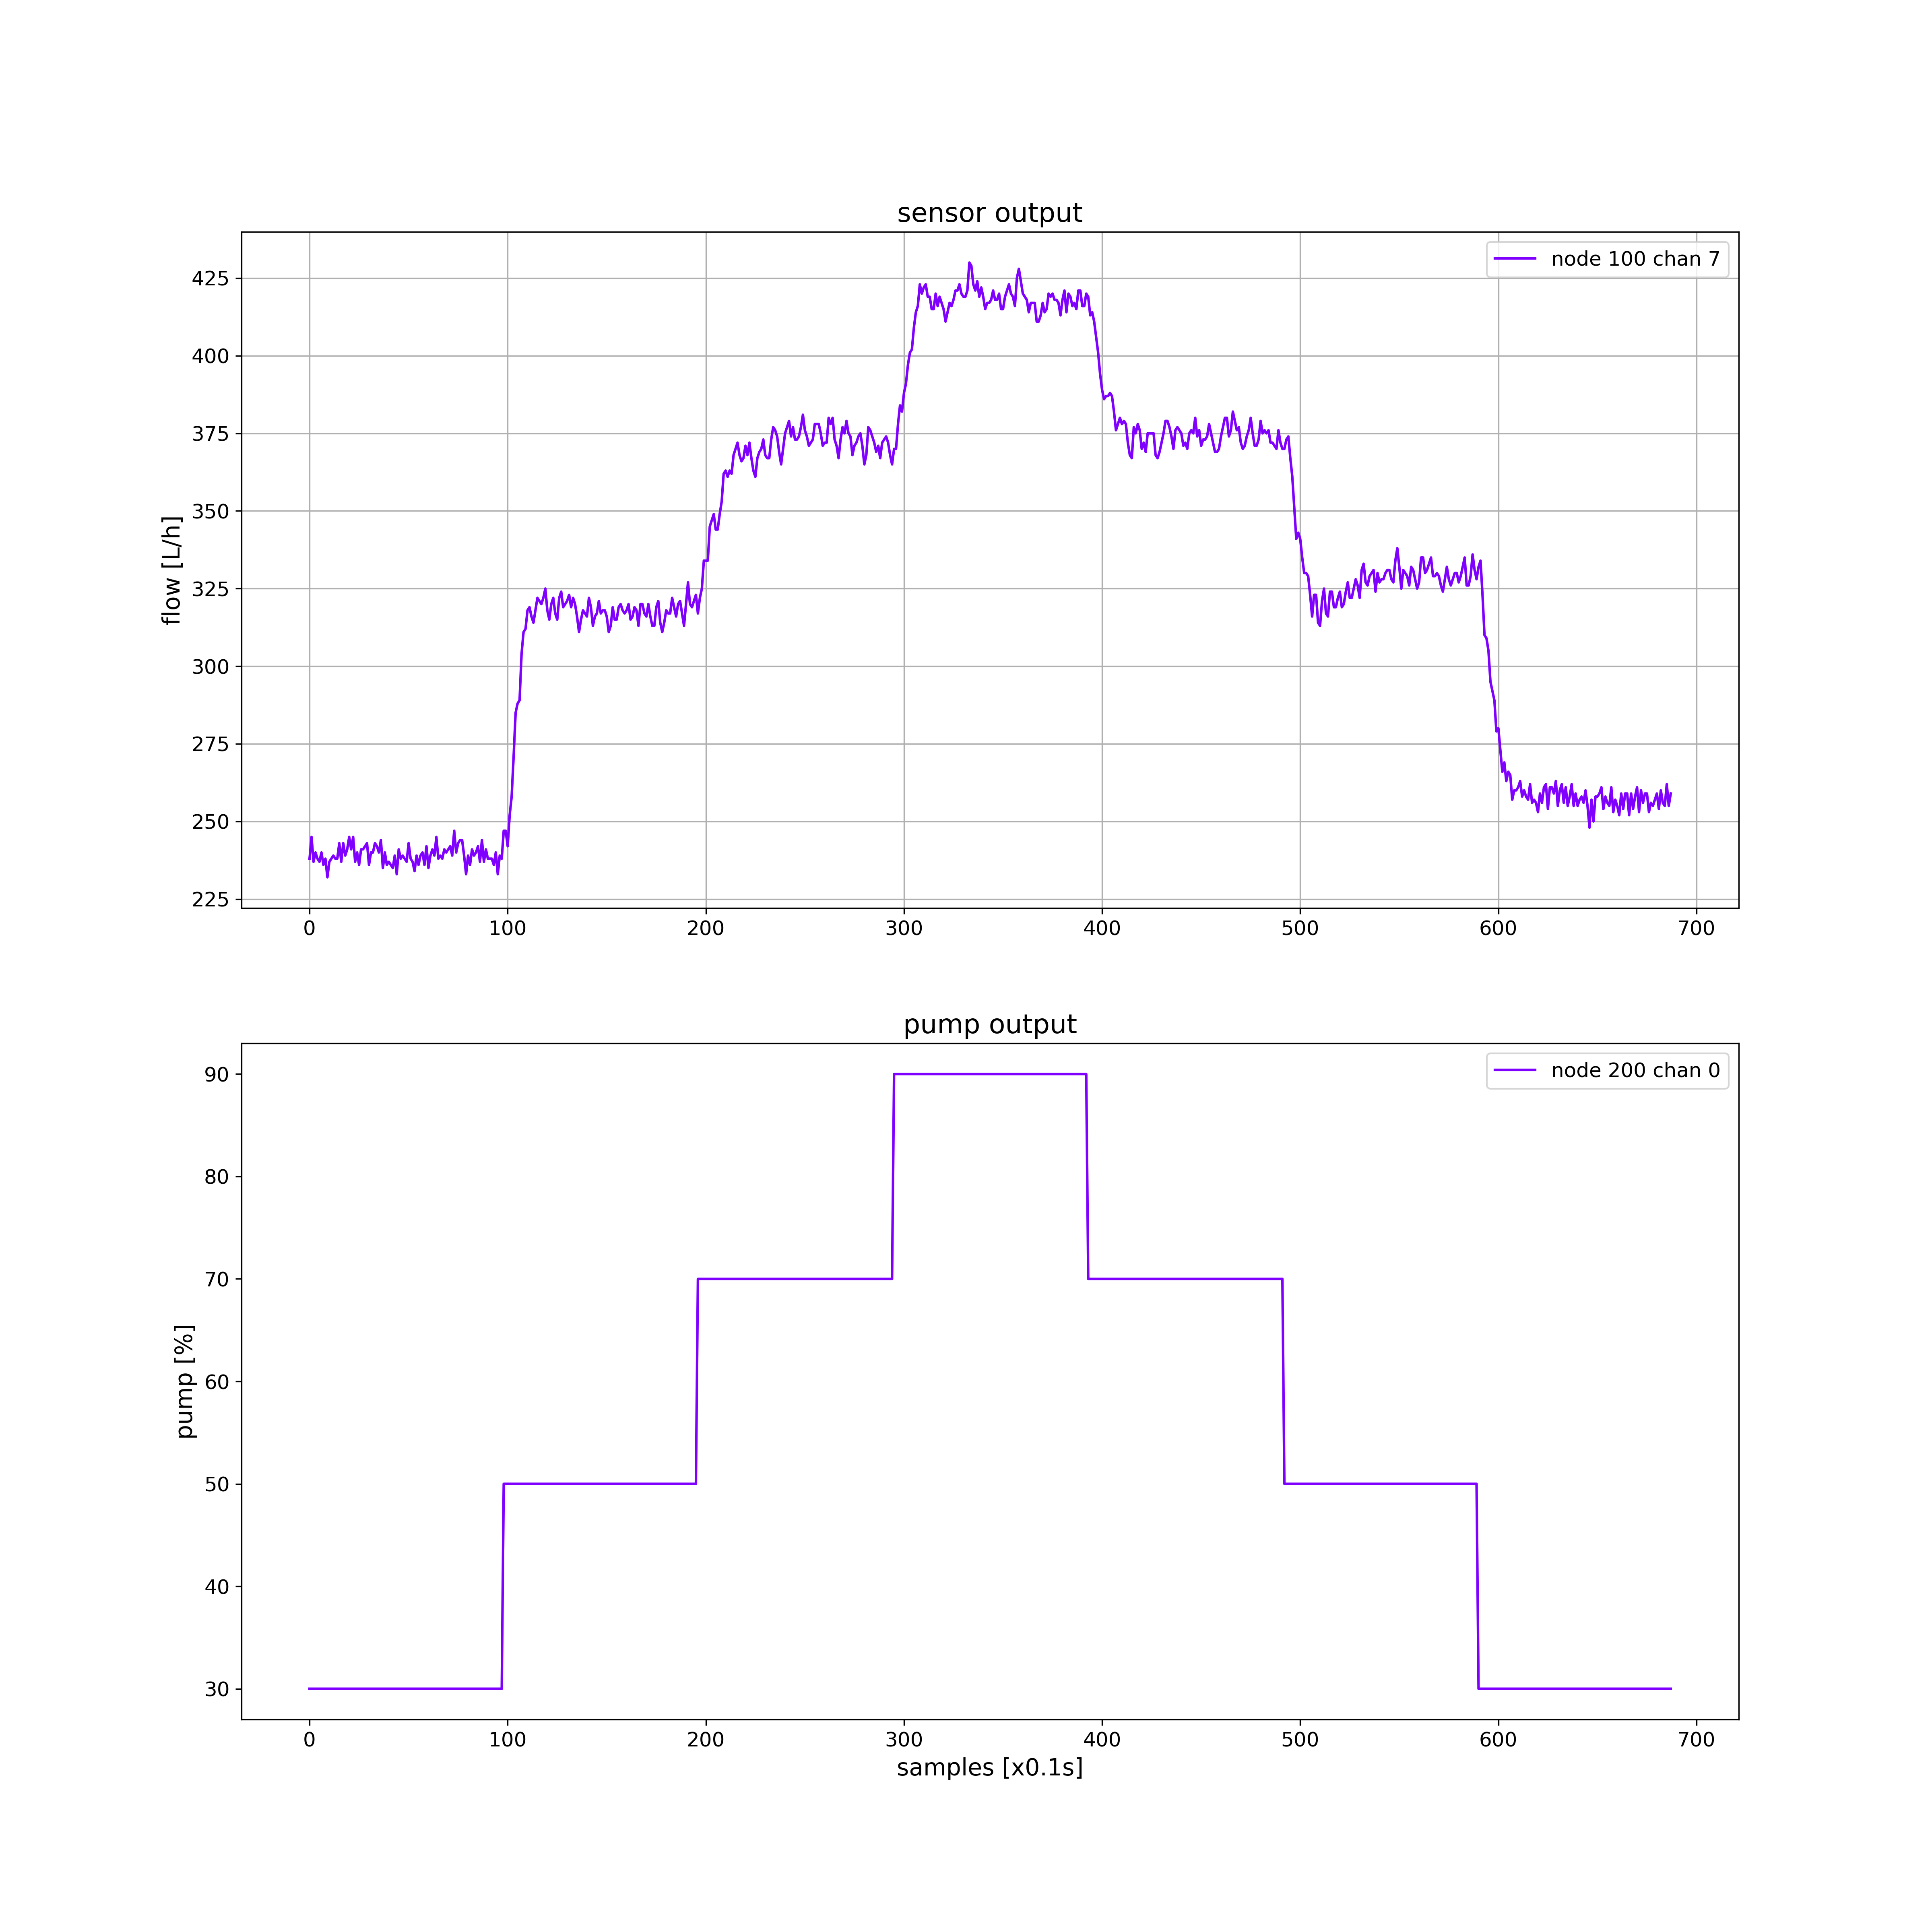 sensor output
node 100 chan 7
flow [L/h]
425
400
375
350
325
300
275
250
225
0 100 200 300 400 500 600 700
pump output
node 200 chan 0
pump [%]
90
80
70
60
50
40
30
0 100 200 300 400 500 600 700
samples [x0.1s]